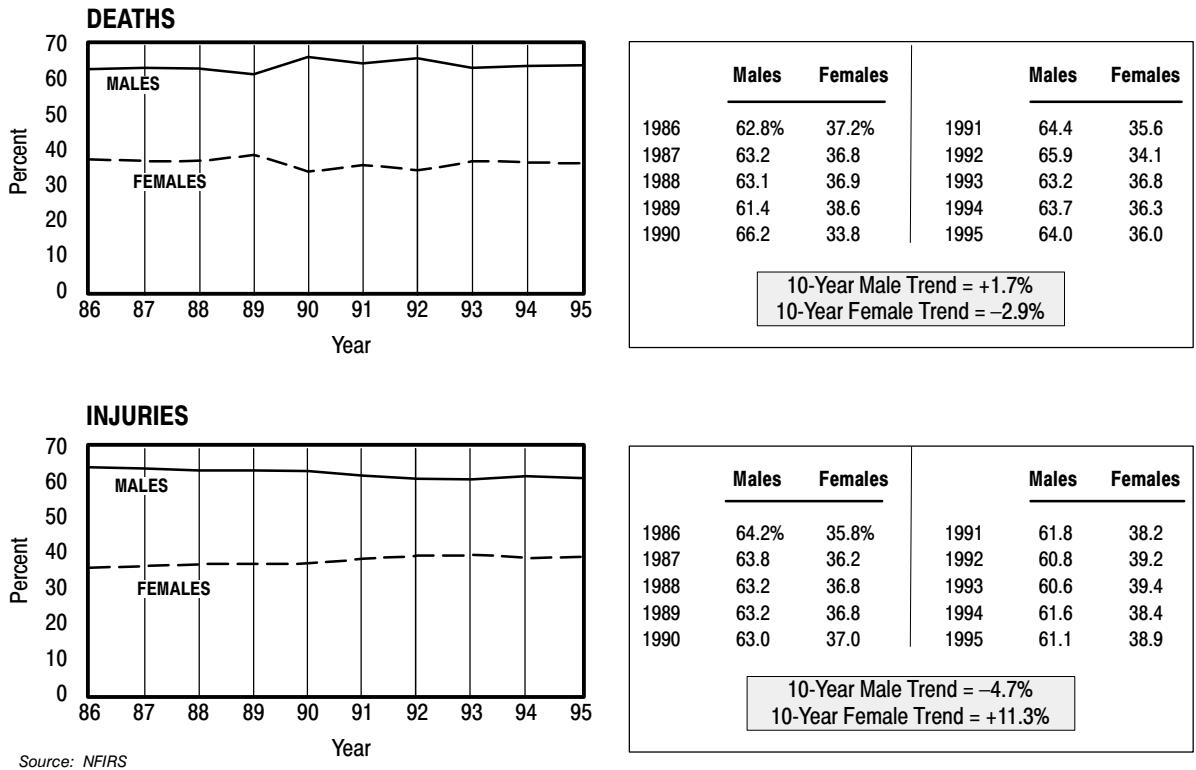 DEATHS
70
60
50
40
30
20
10
0
Percent
MALES
FEMALES
86 87 88 89 90 91 92 93 94 95
Year
Males Females Males Females
1986 62.8% 37.2% 1991 64.4 35.6
1987 63.2 36.8 1992 65.9 34.1
1988 63.1 36.9 1993 63.2 36.8
1989 61.4 38.6 1994 63.7 36.3
1990 66.2 33.8 1995 64.0 36.0
10-Year Male Trend = +1.7%
10-Year Female Trend = –2.9%
INJURIES
70
60
50
40
30
20
10
0
Percent
MALES
FEMALES
86 87 88 89 90 91 92 93 94 95
Year
Males Females Males Females
1986 64.2% 35.8% 1991 61.8 38.2
1987 63.8 36.2 1992 60.8 39.2
1988 63.2 36.8 1993 60.6 39.4
1989 63.2 36.8 1994 61.6 38.4
1990 63.0 37.0 1995 61.1 38.9
10-Year Male Trend = –4.7%
10-Year Female Trend = +11.3%
Source: NFIRS